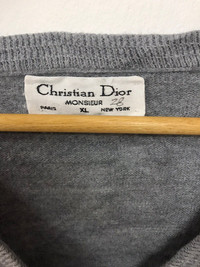 Christian Dior
MONSIEUR
PARIS XL NEW YORK